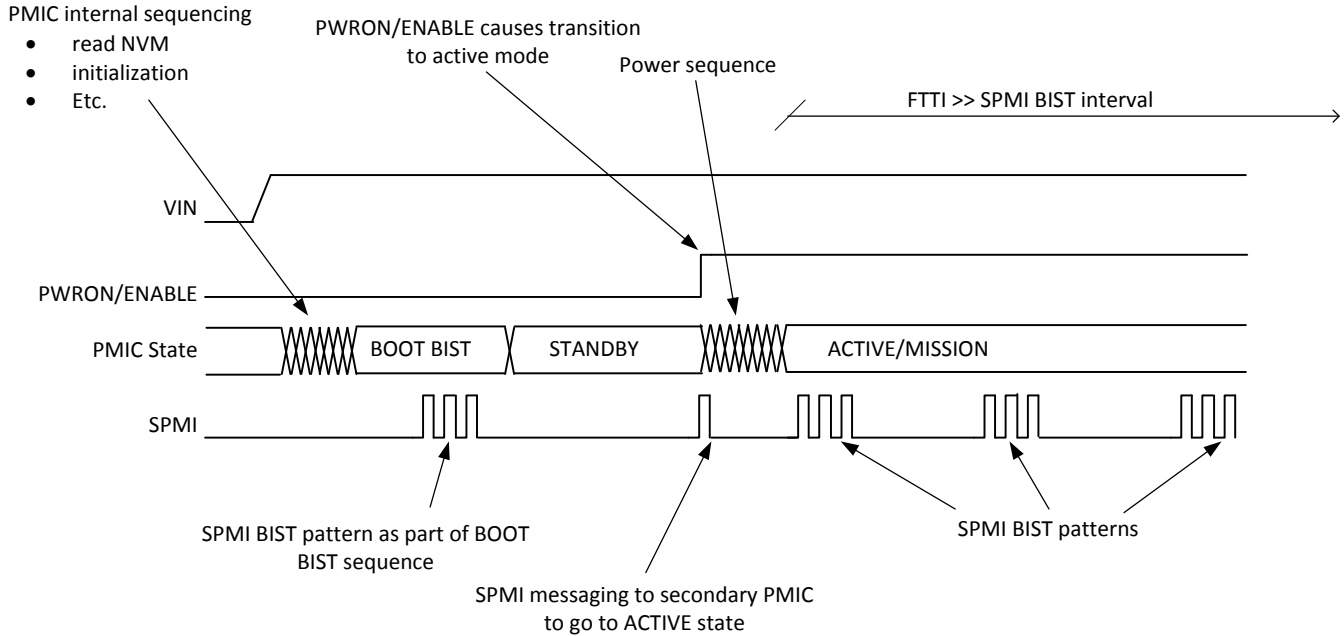 PMIC internal sequencing
• read NVM
• initialization
• Etc.
PWRON/ENABLE causes transition
to active mode
Power sequence
FTTI >> SPMI BIST interval
VIN
PWRON/ENABLE
PMIC State
BOOT BIST
STANDBY
ACTIVE/MISSION
SPMI
SPMI BIST pattern as part of BOOT
BIST sequence
SPMI messaging to secondary PMIC
to go to ACTIVE state
SPMI BIST patterns